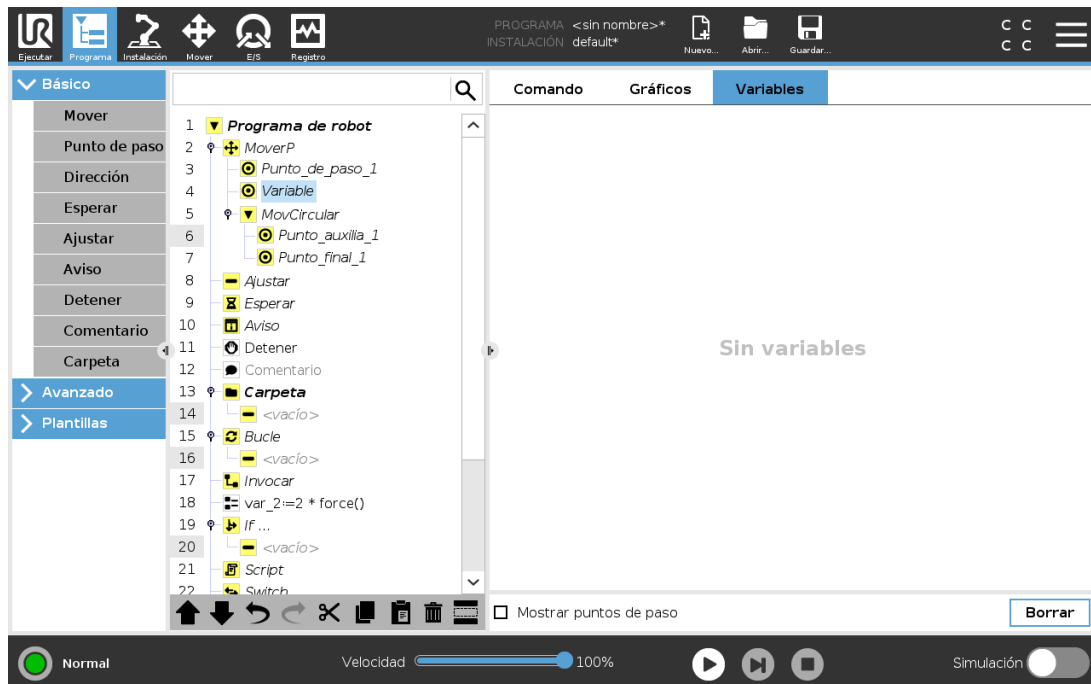 PROGRAMA <sin nombre>*
INSTALACIÓN default*
UR
Ejecutar Programa Instalación Mover E/S Registro
Nuevo... Abrir... Guardar...
C C
C C
Básico
Mover
Punto de paso
Dirección
Esperar
Ajustar
Aviso
Detener
Comentario
Carpeta
Avanzado
Plantillas
1 Programa de robot
2 MoverP
3 Punto_de_paso_1
4 Variable
5 MovCircular
6 Punto_auxilia_1
7 Punto_final_1
8 Ajustar
9 Esperar
10 Aviso
11 Detener
12 Comentario
13 Carpeta
14 <vacío>
15 Bucle
16 <vacío>
17 Invocar
18 var_2:=2 * force()
19 If ...
20 <vacío>
21 Script
22 Switch
Comando Gráficos Variables
Sin variables
Mostrar puntos de paso
Borrar
Normal
Velocidad 100%
Simulación